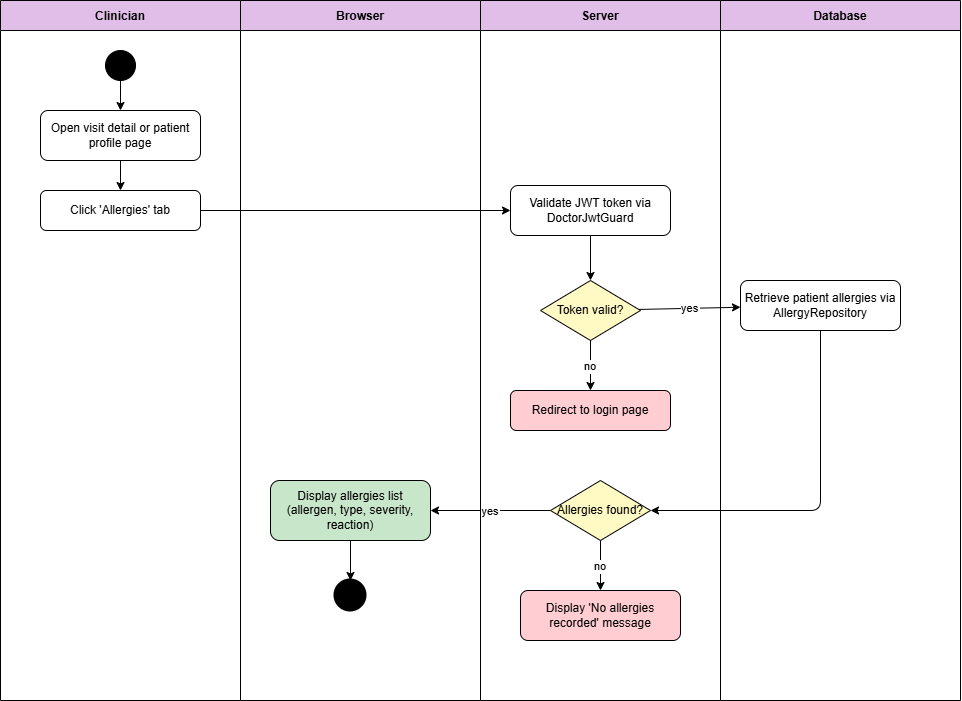 Clinician
Browser
Server
Database
Open visit detail or patient
profile page
Click 'Allergies' tab
Validate JWT token via
DoctorJwtGuard
Token valid?
yes
Retrieve patient allergies via
AllergyRepository
no
Redirect to login page
Display allergies list
(allergen, type, severity,
reaction)
yes
Allergies found?
no
Display 'No allergies
recorded' message